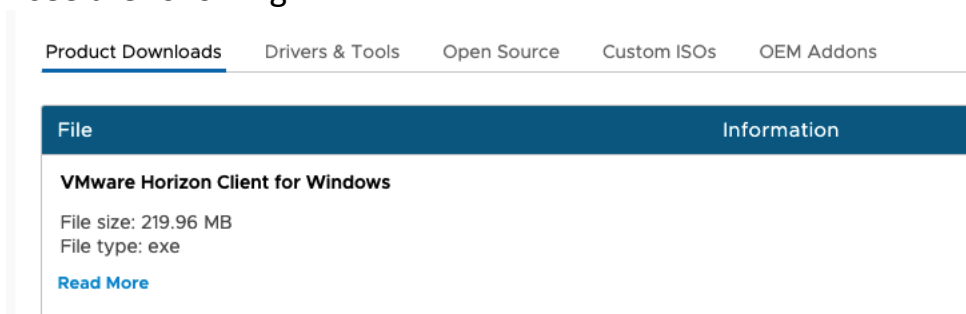 Product Downloads Drivers & Tools Open Source Custom ISOs OEM Addons
File Information
VMware Horizon Client for Windows
File size: 219.96 MB
File type: exe
Read More